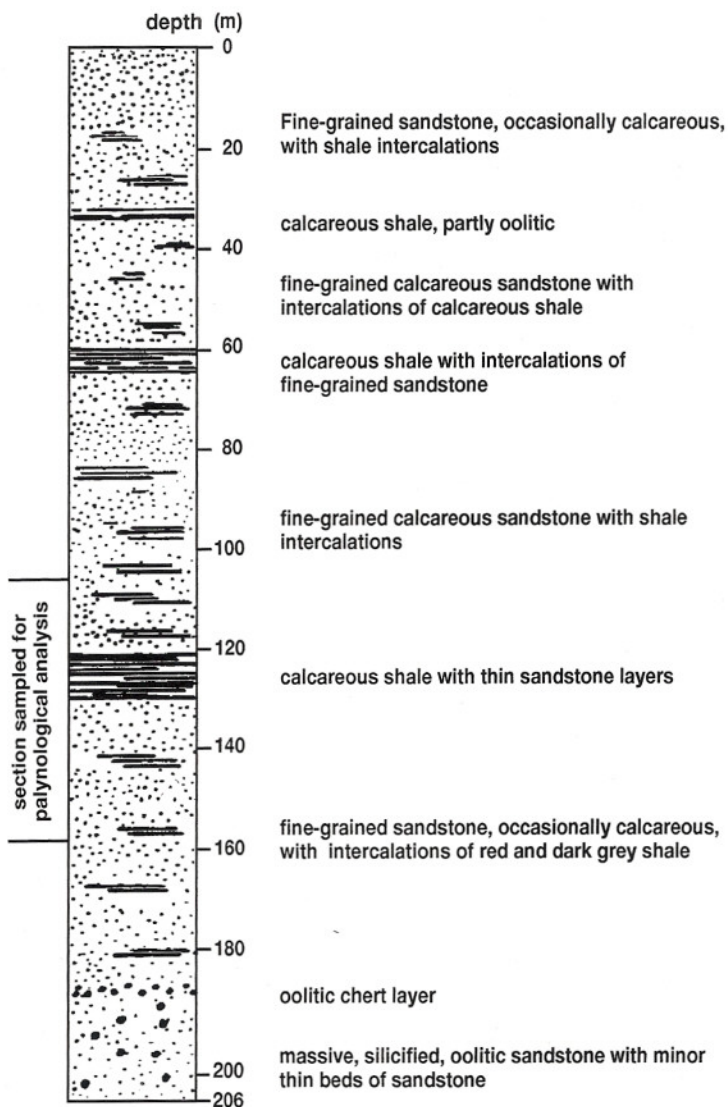 depth (m)
0
Fine-grained sandstone, occasionally calcareous,
with shale intercalations
20
calcareous shale, partly oolitic
40
fine-grained calcareous sandstone with
intercalations of calcareous shale
60
calcareous shale with intercalations of
fine-grained sandstone
80
fine-grained calcareous sandstone with shale
intercalations
100
section sampled for
palynological analysis
120
calcareous shale with thin sandstone layers
140
fine-grained sandstone, occasionally calcareous,
with intercalations of red and dark grey shale
160
180
oolitic chert layer
massive, silicified, oolitic sandstone with minor
thin beds of sandstone
200
206